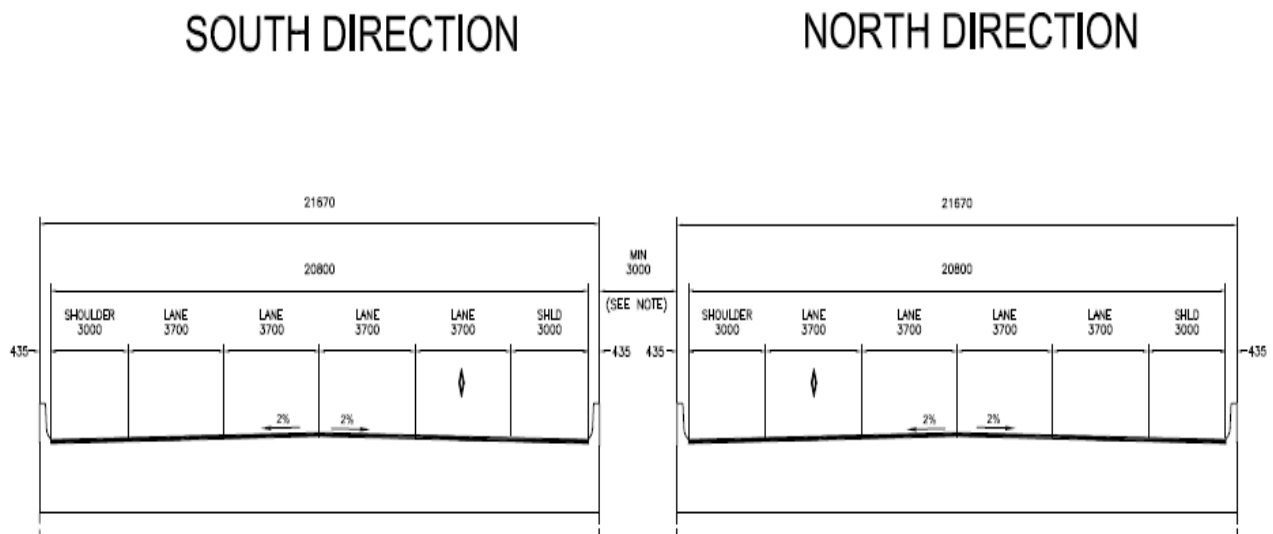 SOUTH DIRECTION
NORTH DIRECTION
21670
21670
MIN
3000
20800
20800
(SEE NOTE)
SHOULDER
3000
LANE
3700
LANE
3700
LANE
3700
LANE
3700
SHLD
3000
SHOULDER
3000
LANE
3700
LANE
3700
LANE
3700
LANE
3700
SHLD
3000
435
435
435
435
2%
2%
2%
2%